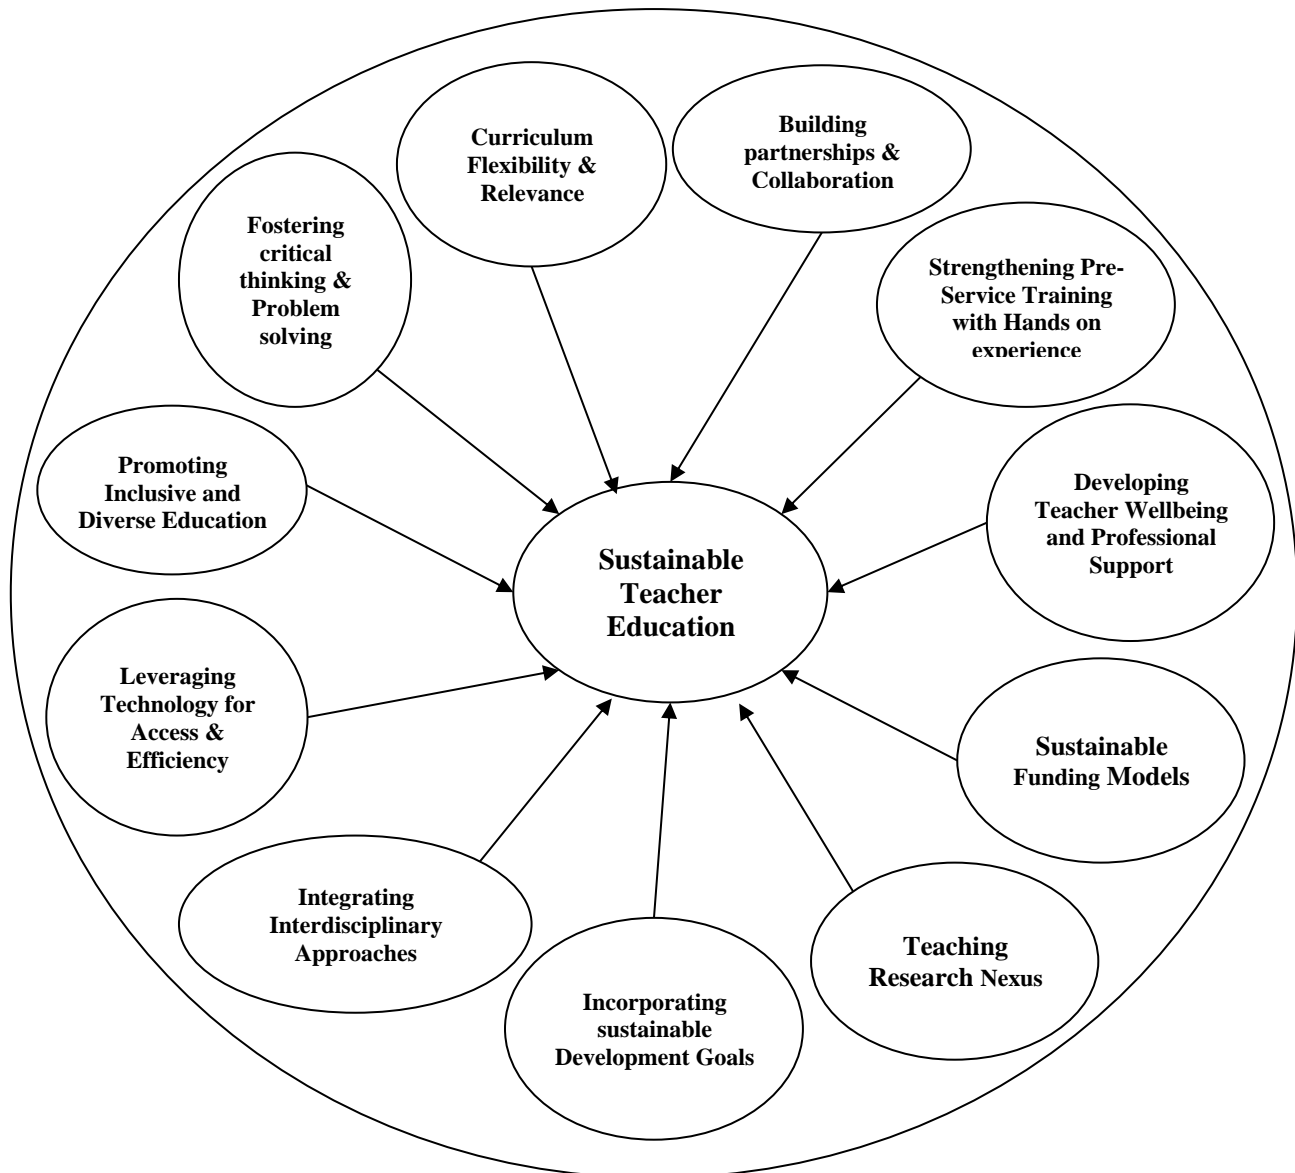 Curriculum
Flexibility &
Relevance
Building
partnerships &
Collaboration
Fostering
critical
thinking &
Problem
solving
Strengthening Pre-
Service Training
with Hands on
experience
Promoting
Inclusive and
Diverse Education
Developing
Teacher Wellbeing
and Professional
Support
Sustainable
Teacher
Education
Leveraging
Technology for
Access &
Efficiency
Sustainable
Funding Models
Integrating
Interdisciplinary
Approaches
Teaching
Research Nexus
Incorporating
sustainable
Development Goals